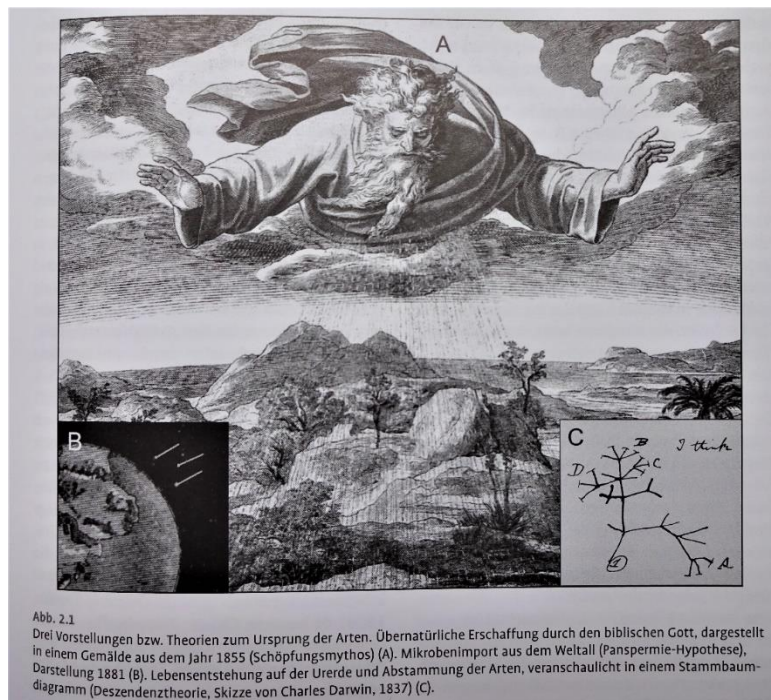 A
B
C
I think
B
C
D
A
1
Abb. 2.1
Drei Vorstellungen bzw. Theorien zum Ursprung der Arten. Übernatürliche Erschaffung durch den biblischen Gott, dargestellt
in einem Gemälde aus dem Jahr 1855 (Schöpfungsmythos) (A). Mikrobenimport aus dem Weltall (Panspermie-Hypothese),
Darstellung 1881 (B). Lebensentstehung auf der Urerde und Abstammung der Arten, veranschaulicht in einem Stammbaum-
diagramm (Deszendenztheorie, Skizze von Charles Darwin, 1837) (C).